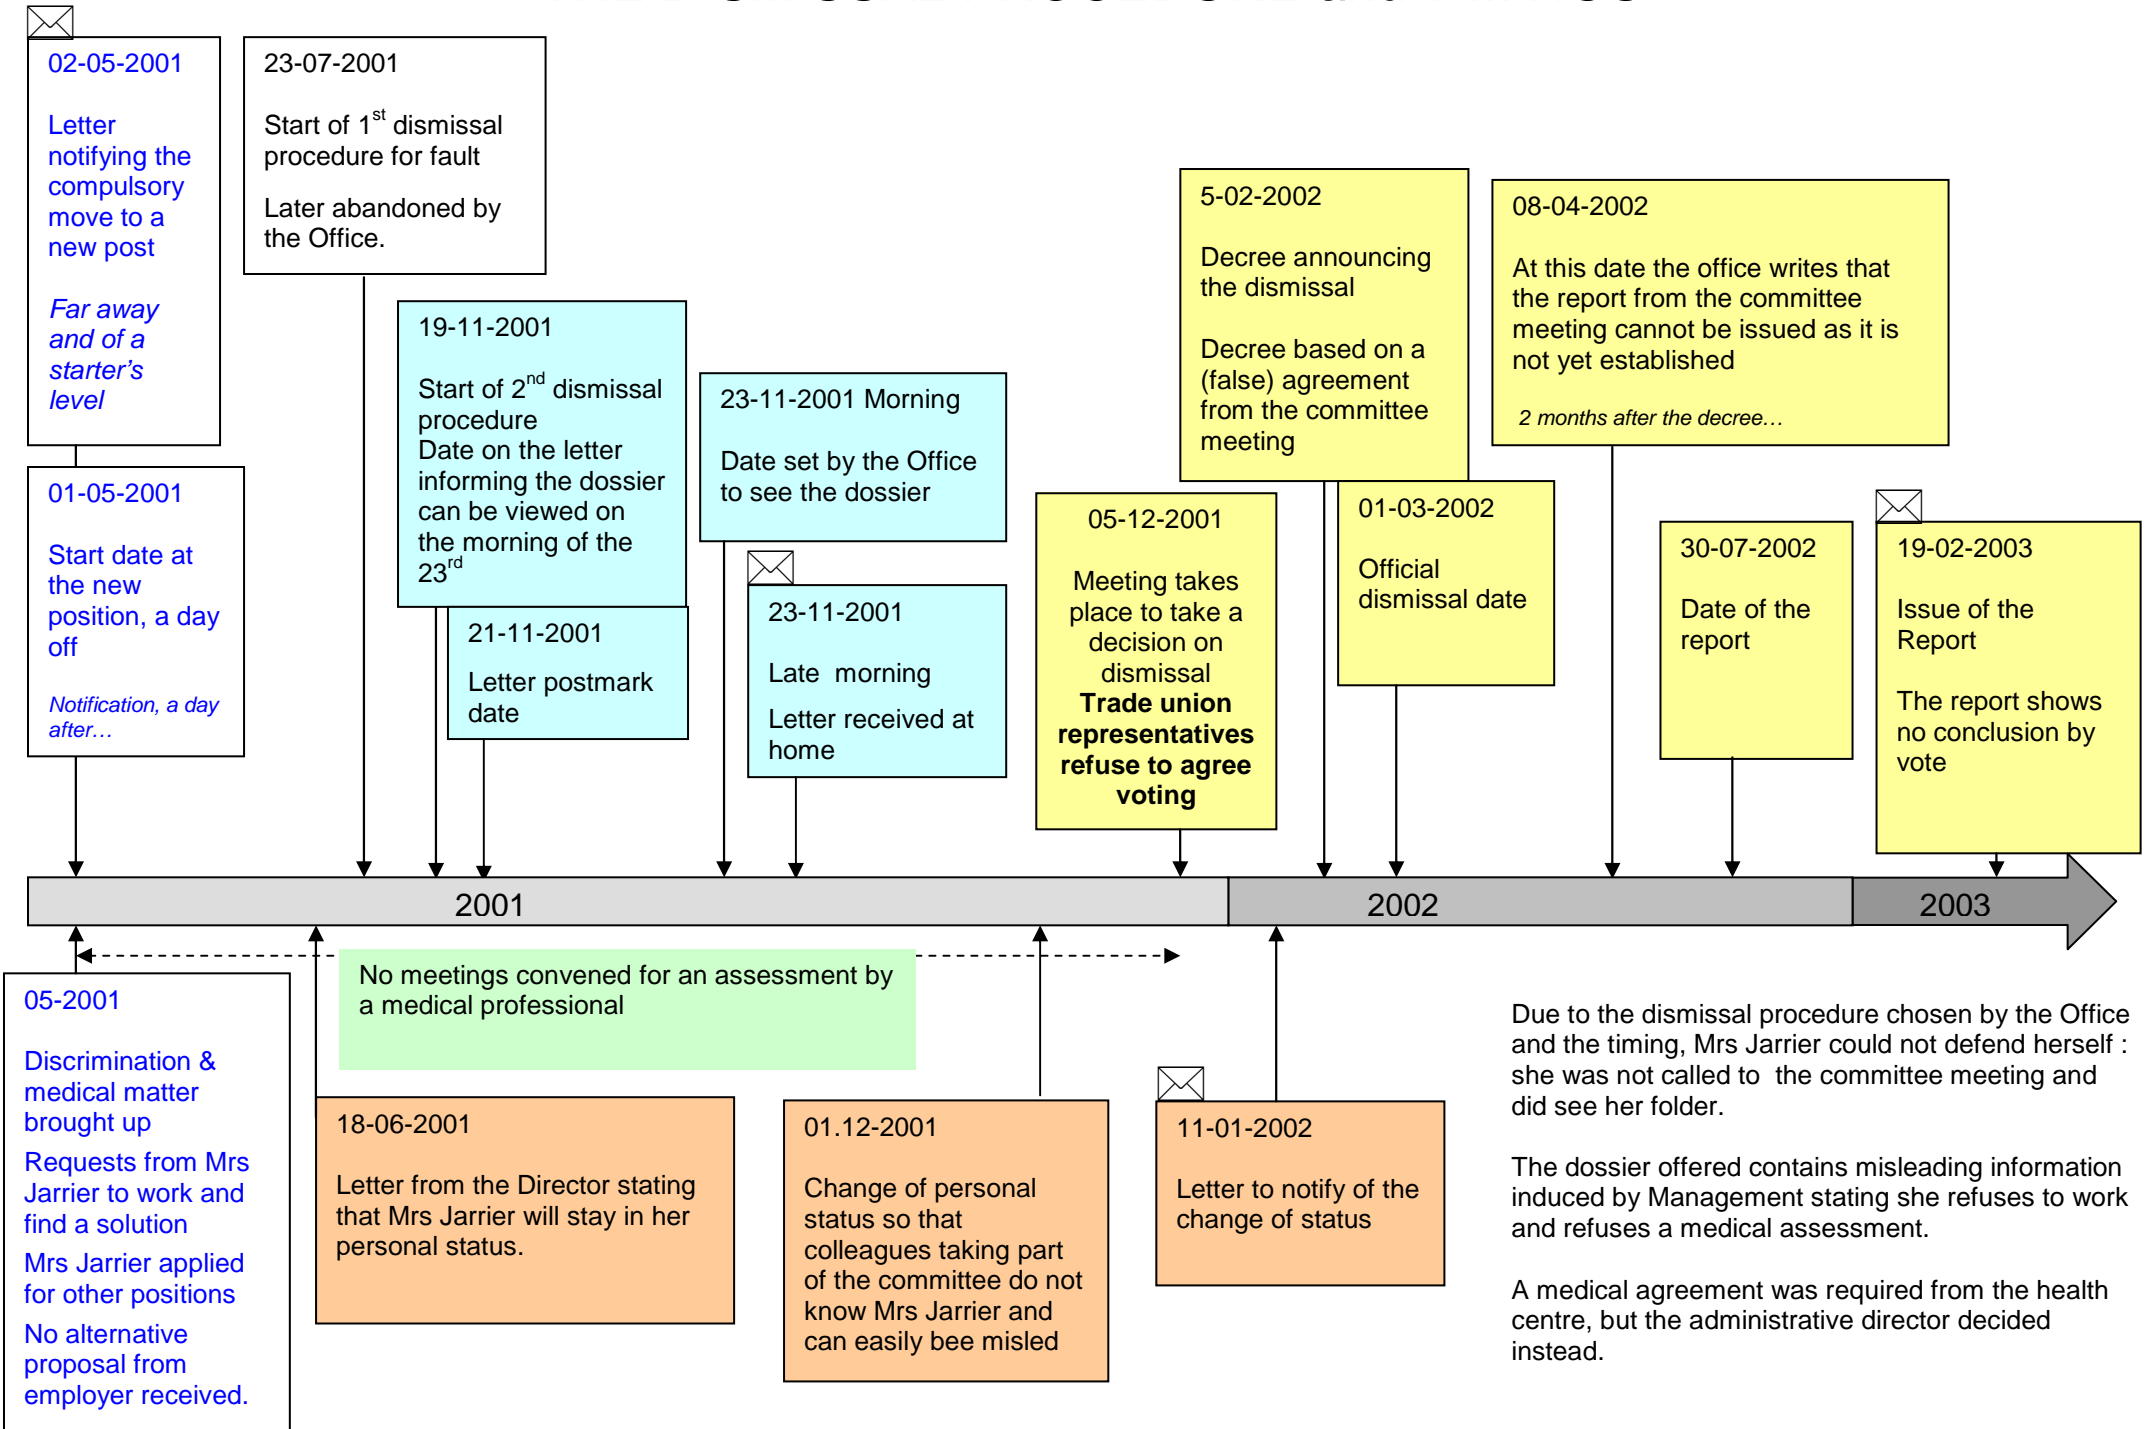 02-05-2001
Letter
notifying the
compulsory
move to a
new post
Far away
and of a
starter’s
level
01-05-2001
Start date at
the new
position, a day
off
Notification, a day
after…
23-07-2001
Start of 1st dismissal
procedure for fault
Later abandoned by
the Office.
19-11-2001
Start of 2nd dismissal
procedure
Date on the letter
informing the dossier
can be viewed on
the morning of the
23rd
21-11-2001
Letter postmark
date
23-11-2001 Morning
Date set by the Office
to see the dossier
23-11-2001
Late morning
Letter received at
home
05-12-2001
Meeting takes
place to take a
decision on
dismissal
Trade union
representatives
refuse to agree
voting
5-02-2002
Decree announcing
the dismissal
Decree based on a
(false) agreement
from the committee
meeting
01-03-2002
Official
dismissal date
08-04-2002
At this date the office writes that
the report from the committee
meeting cannot be issued as it is
not yet established
2 months after the decree…
30-07-2002
Date of the
report
19-02-2003
Issue of the
Report
The report shows
no conclusion by
vote
2001
2002
2003
05-2001
Discrimination &
medical matter
brought up
Requests from Mrs
Jarrier to work and
find a solution
Mrs Jarrier applied
for other positions
No alternative
proposal from
employer received.
No meetings convened for an assessment by
a medical professional
18-06-2001
Letter from the Director stating
that Mrs Jarrier will stay in her
personal status.
01.12-2001
Change of personal
status so that
colleagues taking part
of the committee do not
know Mrs Jarrier and
can easily bee misled
11-01-2002
Letter to notify of the
change of status
Due to the dismissal procedure chosen by the Office
and the timing, Mrs Jarrier could not defend herself :
she was not called to the committee meeting and
did see her folder.
The dossier offered contains misleading information
induced by Management stating she refuses to work
and refuses a medical assessment.
A medical agreement was required from the health
centre, but the administrative director decided
instead.